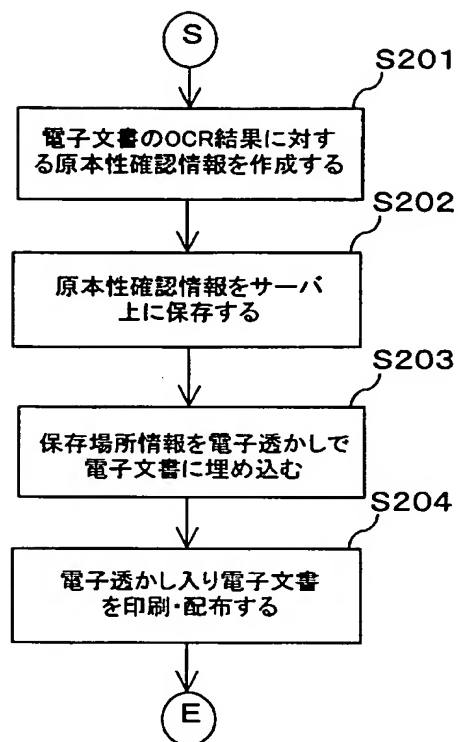 S
S201
電子文書のOCR結果に対す
る原本性確認情報を作成する
S202
原本性確認情報をサーバ
上に保存する
S203
保存場所情報を電子透かしで
電子文書に埋め込む
S204
電子透かし入り電子文書
を印刷・配布する
E